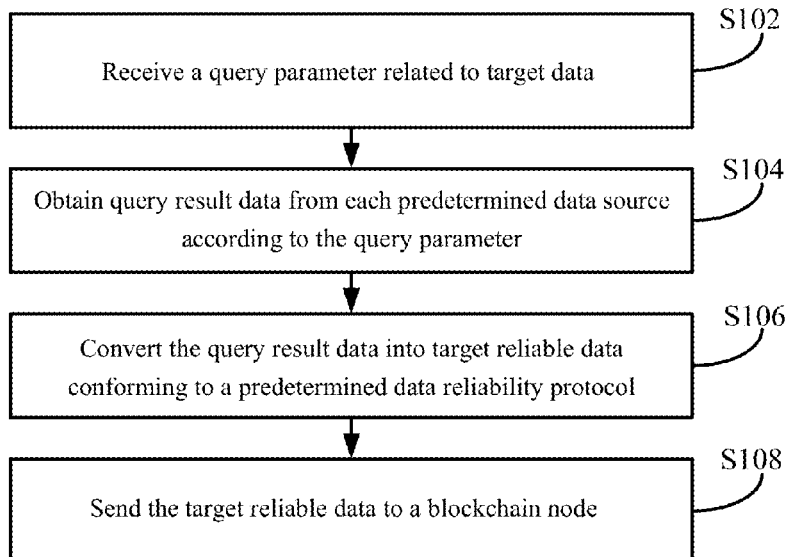 S102
Receive a query parameter related to target data
S104
Obtain query result data from each predetermined data source
according to the query parameter
S106
Convert the query result data into target reliable data
conforming to a predetermined data reliability protocol
S108
Send the target reliable data to a blockchain node